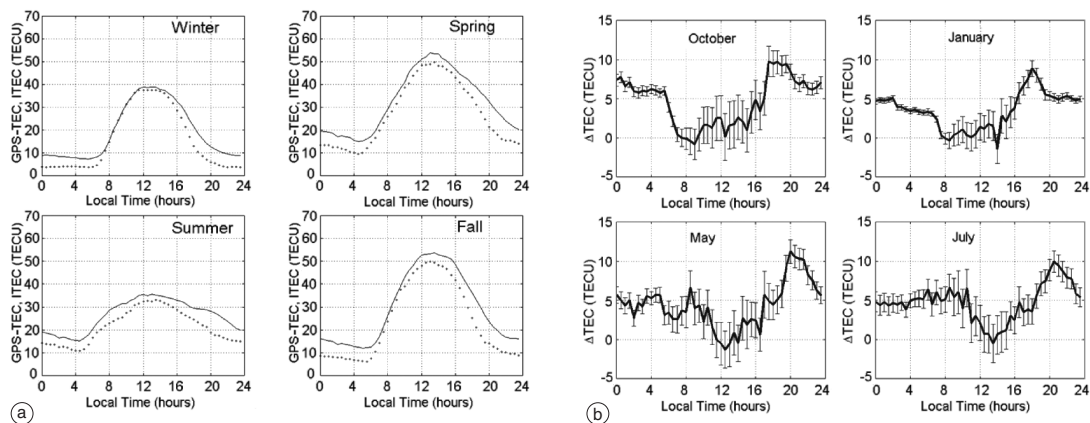 70
60
50
40
30
20
10
0
GPS-TEC, ITEC (TECU)
Winter
0 4 8 12 16 20 24
Local Time (hours)
70
60
50
40
30
20
10
0
GPS-TEC, ITEC (TECU)
Spring
0 4 8 12 16 20 24
Local Time (hours)
70
60
50
40
30
20
10
0
GPS-TEC, ITEC (TECU)
Summer
0 4 8 12 16 20 24
Local Time (hours)
70
60
50
40
30
20
10
0
GPS-TEC, ITEC (TECU)
Fall
0 4 8 12 16 20 24
Local Time (hours)
a
15
10
5
0
-5
ΔTEC (TECU)
October
0 4 8 12 16 20 24
Local Time (hours)
15
10
5
0
-5
ΔTEC (TECU)
January
0 4 8 12 16 20 24
Local Time (hours)
15
10
5
0
-5
ΔTEC (TECU)
May
0 4 8 12 16 20 24
Local Time (hours)
15
10
5
0
-5
ΔTEC (TECU)
July
0 4 8 12 16 20 24
Local Time (hours)
b